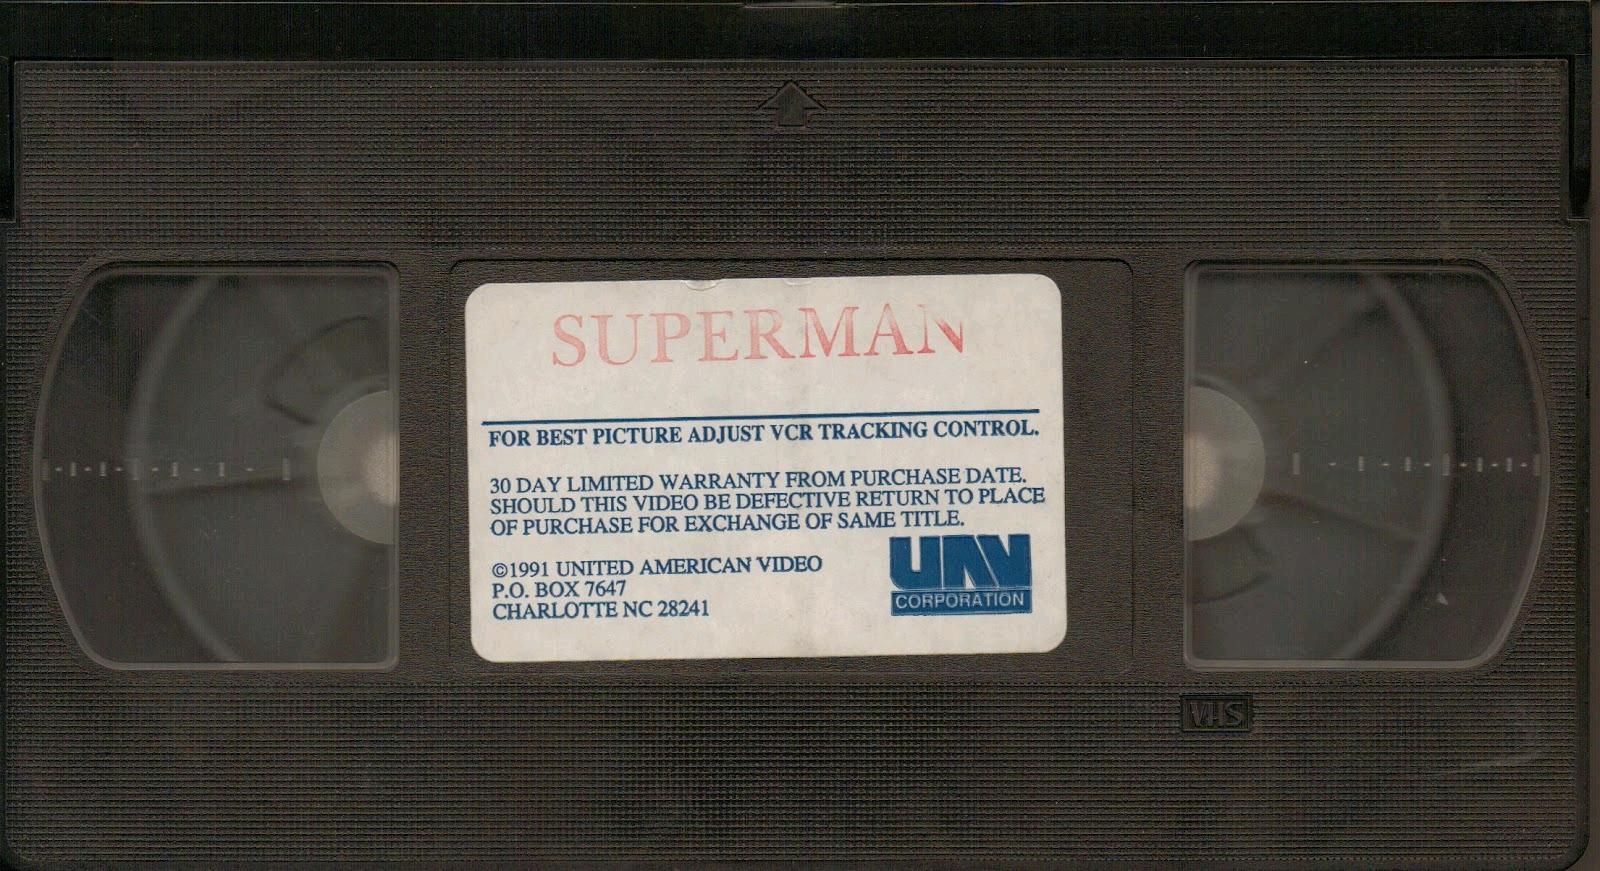 SUPERMAN
FOR BEST PICTURE ADJUST VCR TRACKING CONTROL.
30 DAY LIMITED WARRANTY FROM PURCHASE DATE.
SHOULD THIS VIDEO BE DEFECTIVE RETURN TO PLACE
OF PURCHASE FOR EXCHANGE OF SAME TITLE.
©1991 UNITED AMERICAN VIDEO
P.O. BOX 7647
CHARLOTTE NC 28241
UAV
CORPORATION
VHS